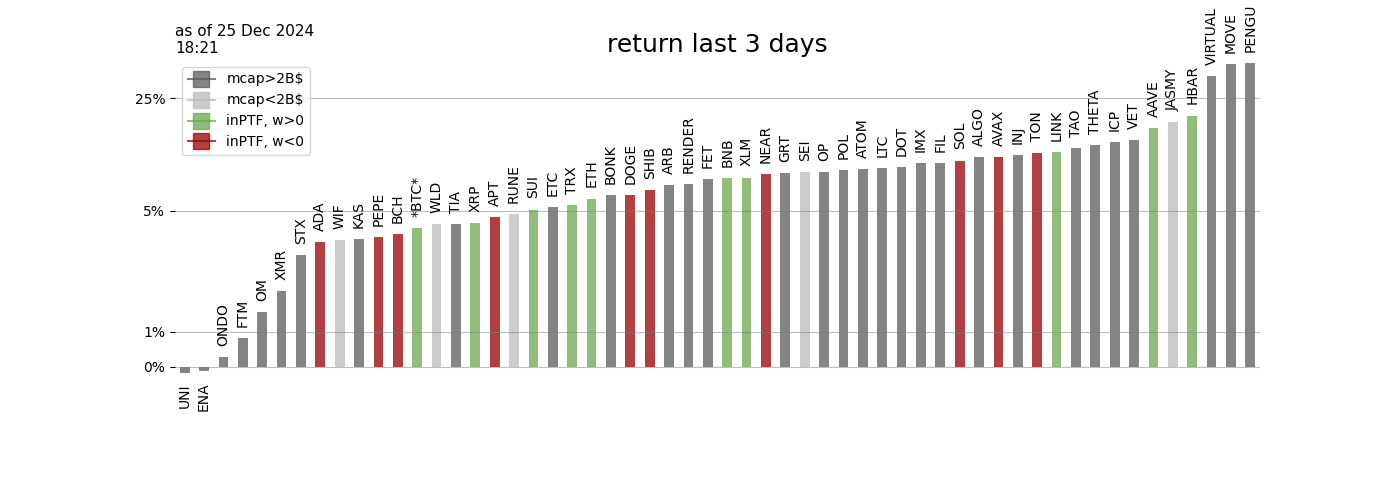 as of 25 Dec 2024
18:21
return last 3 days
mcap>2B$
mcap<2B$
inPTF, w>0
inPTF, w<0
25%
5%
1%
0%
UNI
ENA
ONDO
FTM
OM
XMR
STX
ADA
WIF
KAS
PEPE
BCH
*BTC*
WLD
TIA
XRP
APT
RUNE
SUI
ETC
TRX
ETH
BONK
DOGE
SHIB
ARB
RENDER
FET
BNB
XLM
NEAR
GRT
SEI
OP
POL
ATOM
LTC
DOT
IMX
FIL
SOL
ALGO
AVAX
INJ
TON
LINK
TAO
THETA
ICP
VET
AAVE
JASMY
HBAR
VIRTUAL
MOVE
PENGU